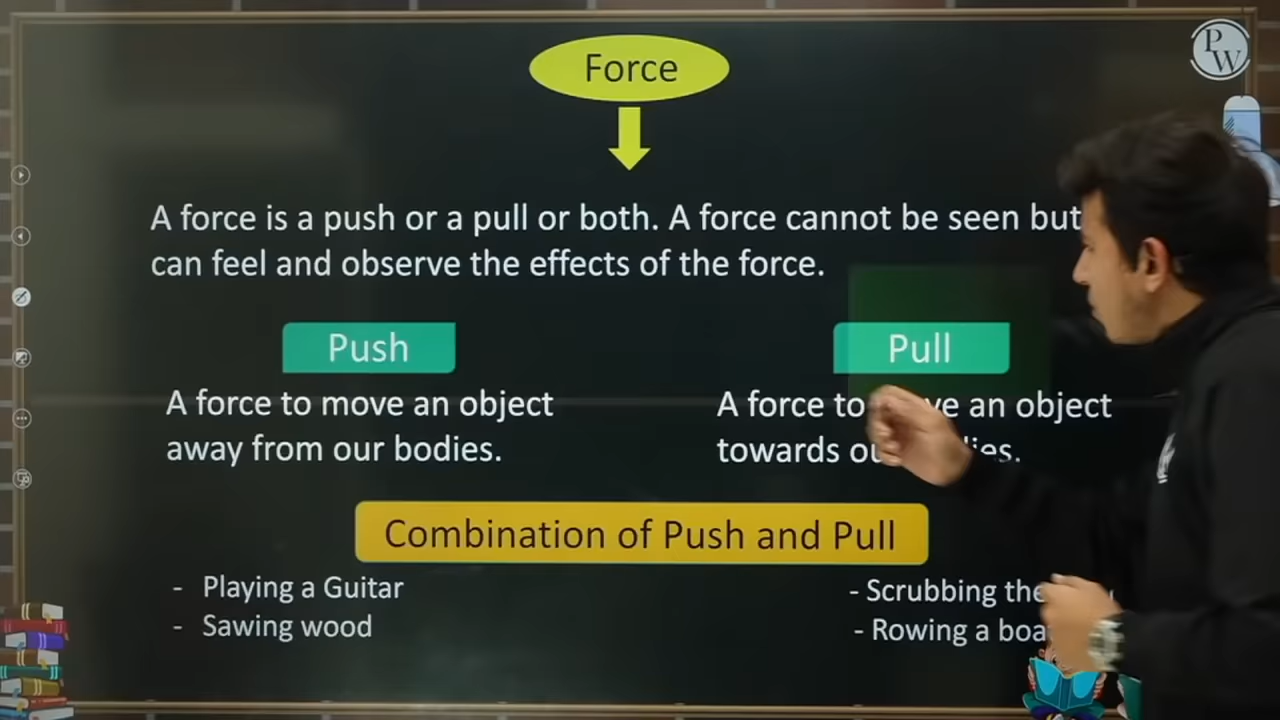 PW
Force
A force is a push or a pull or both. A force cannot be seen but
can feel and observe the effects of the force.
Push
Pull
A force to move an object
away from our bodies.
A force to an object
towards
Combination of Push and Pull
- Playing a Guitar
- Sawing wood
- Scrubbing the
- Rowing a